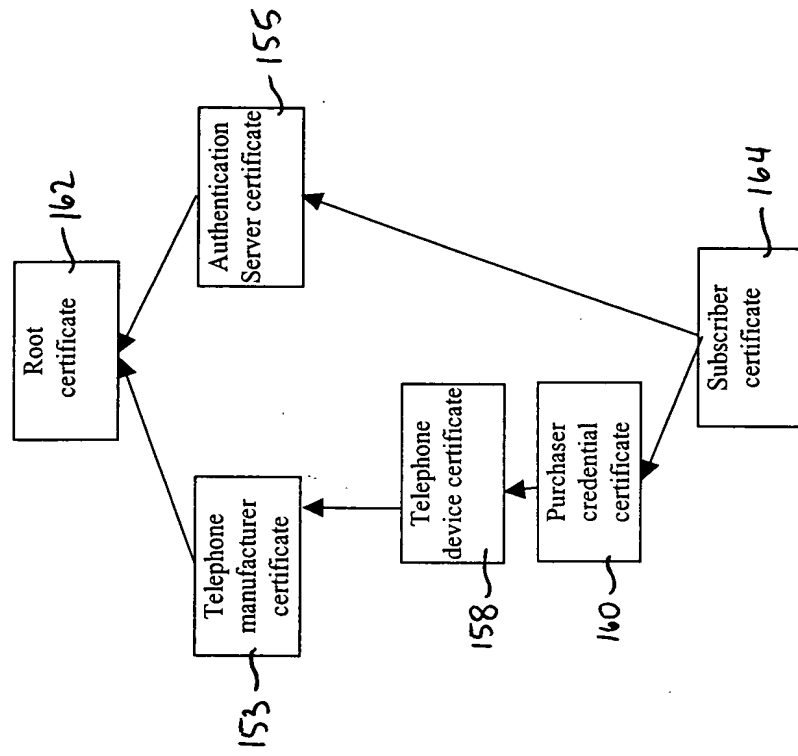 Root
certificate
162
Telephone
manufacturer
certificate
153
Authentication
Server certificate
155
Telephone
device certificate
158
Purchaser
credential
certificate
160
Subscriber
certificate
164